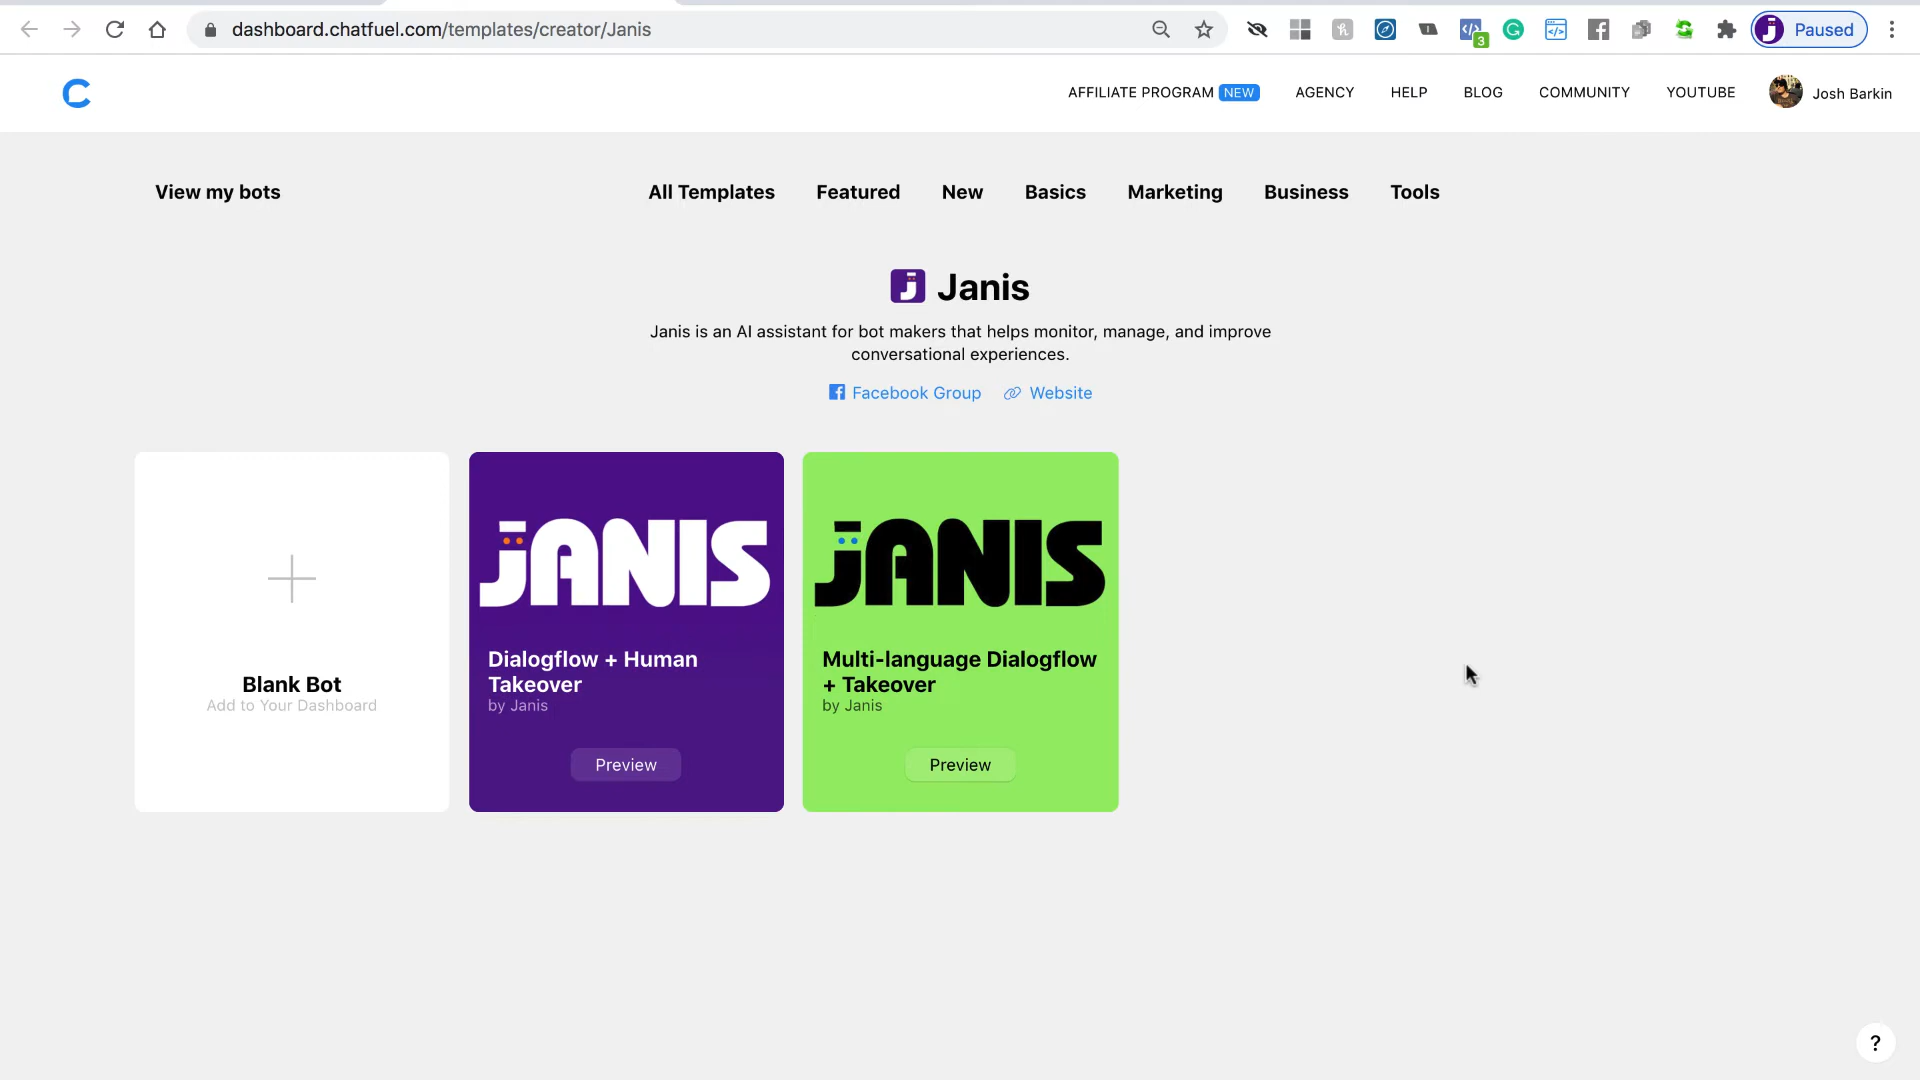 dashboard.chatfuel.com/templates/creator/Janis
3
Paused
AFFILIATE PROGRAM NEW
AGENCY
HELP
BLOG
COMMUNITY
YOUTUBE
Josh Barkin
View my bots
All Templates
Featured
New
Basics
Marketing
Business
Tools
Janis
Janis is an AI assistant for bot makers that helps monitor, manage, and improve
conversational experiences.
Facebook Group
Website
Blank Bot
Add to Your Dashboard
jANIS
Dialogflow + Human
Takeover
by Janis
Preview
jANIS
Multi-language Dialogflow
+ Takeover
by Janis
Preview
?